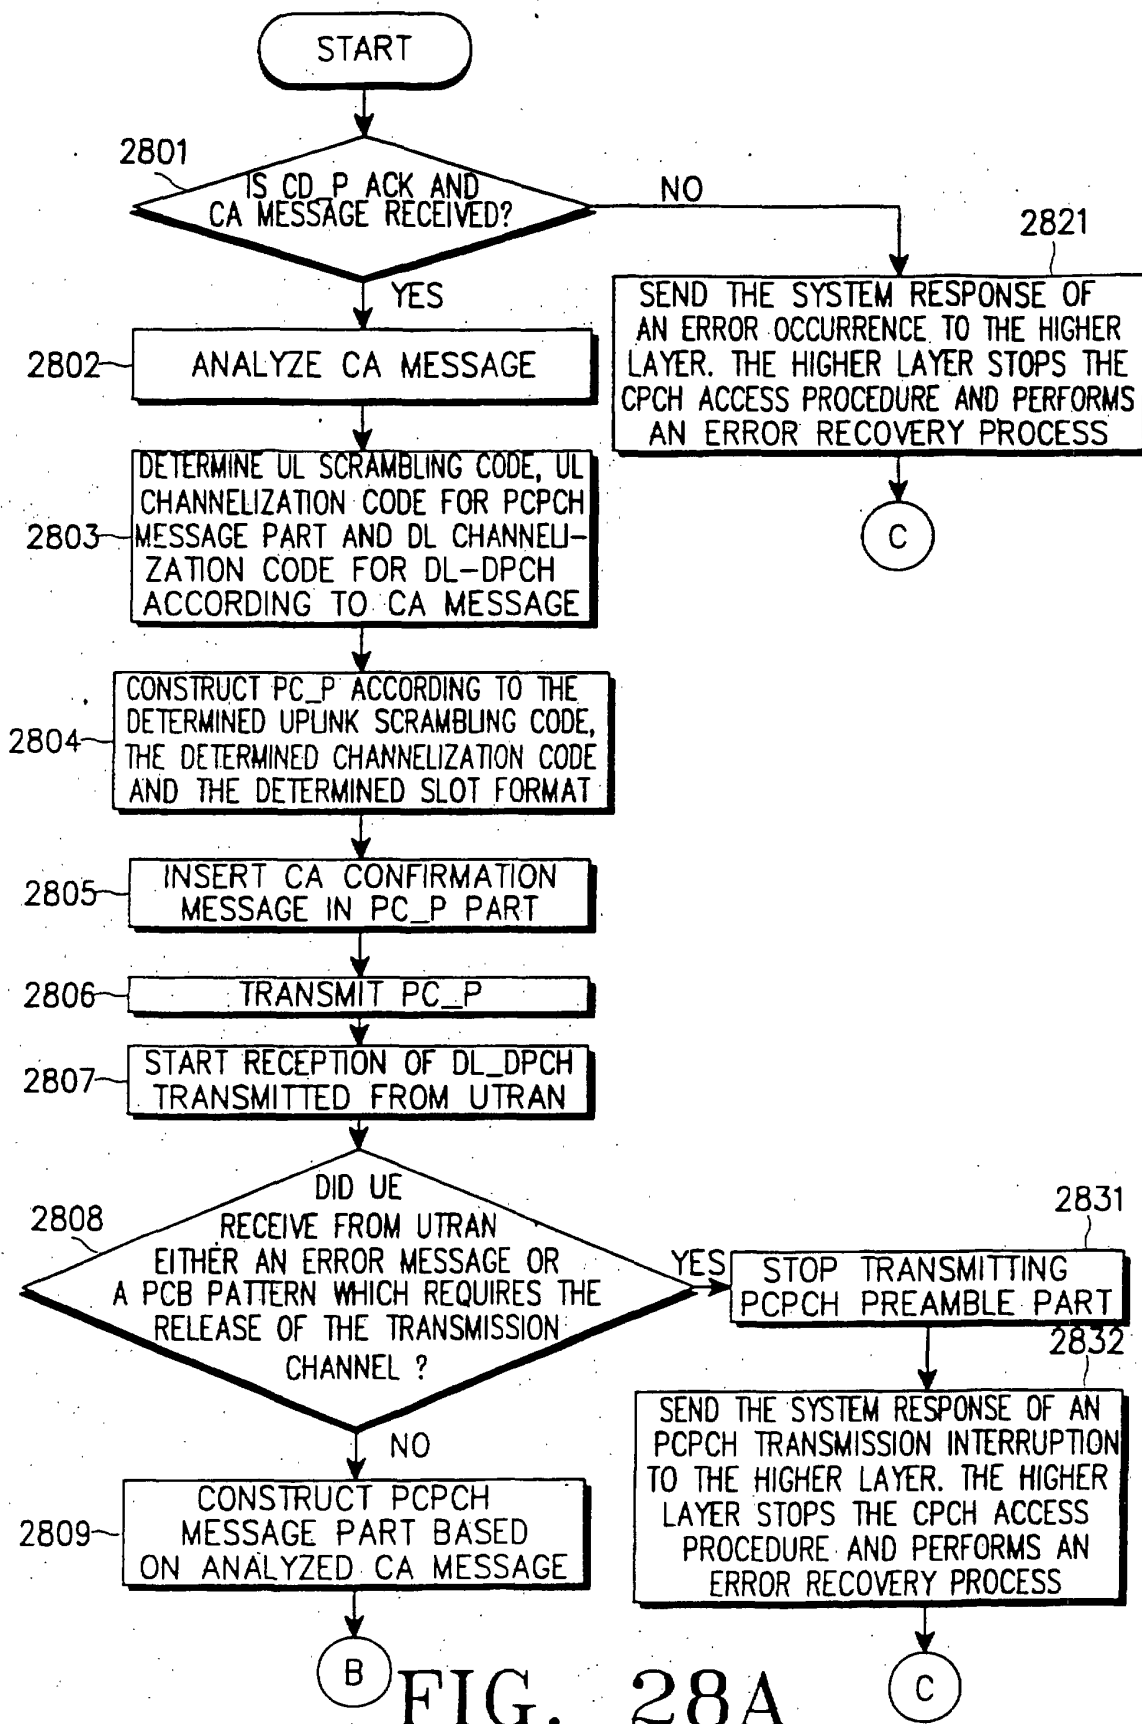 START
2801
IS CD_P ACK AND
CA MESSAGE RECEIVED?
NO
YES
2821
SEND THE SYSTEM RESPONSE OF
AN ERROR OCCURRENCE TO THE HIGHER
LAYER. THE HIGHER LAYER STOPS THE
CPCH ACCESS PROCEDURE AND PERFORMS
AN ERROR RECOVERY PROCESS
C
2802
ANALYZE CA MESSAGE
2803
DETERMINE UL SCRAMBLING CODE, UL
CHANNELIZATION CODE FOR PCPCH
MESSAGE PART AND DL CHANNELI-
ZATION CODE FOR DL-DPCH
ACCORDING TO CA MESSAGE
2804
CONSTRUCT PC_P ACCORDING TO THE
DETERMINED UPLINK SCRAMBLING CODE,
THE DETERMINED CHANNELIZATION CODE
AND THE DETERMINED SLOT FORMAT
2805
INSERT CA CONFIRMATION
MESSAGE IN PC_P PART
2806
TRANSMIT PC_P
2807
START RECEPTION OF DL_DPCH
TRANSMITTED FROM UTRAN
2808
DID UE
RECEIVE FROM UTRAN
EITHER AN ERROR MESSAGE OR
A PCB PATTERN WHICH REQUIRES THE
RELEASE OF THE TRANSMISSION
CHANNEL ?
YES
NO
2831
STOP TRANSMITTING
PCPCH PREAMBLE PART
2832
SEND THE SYSTEM RESPONSE OF AN
PCPCH TRANSMISSION INTERRUPTION
TO THE HIGHER LAYER. THE HIGHER
LAYER STOPS THE CPCH ACCESS
PROCEDURE AND PERFORMS AN
ERROR RECOVERY PROCESS
C
2809
CONSTRUCT PCPCH
MESSAGE PART BASED
ON ANALYZED CA MESSAGE
B
FIG. 28A